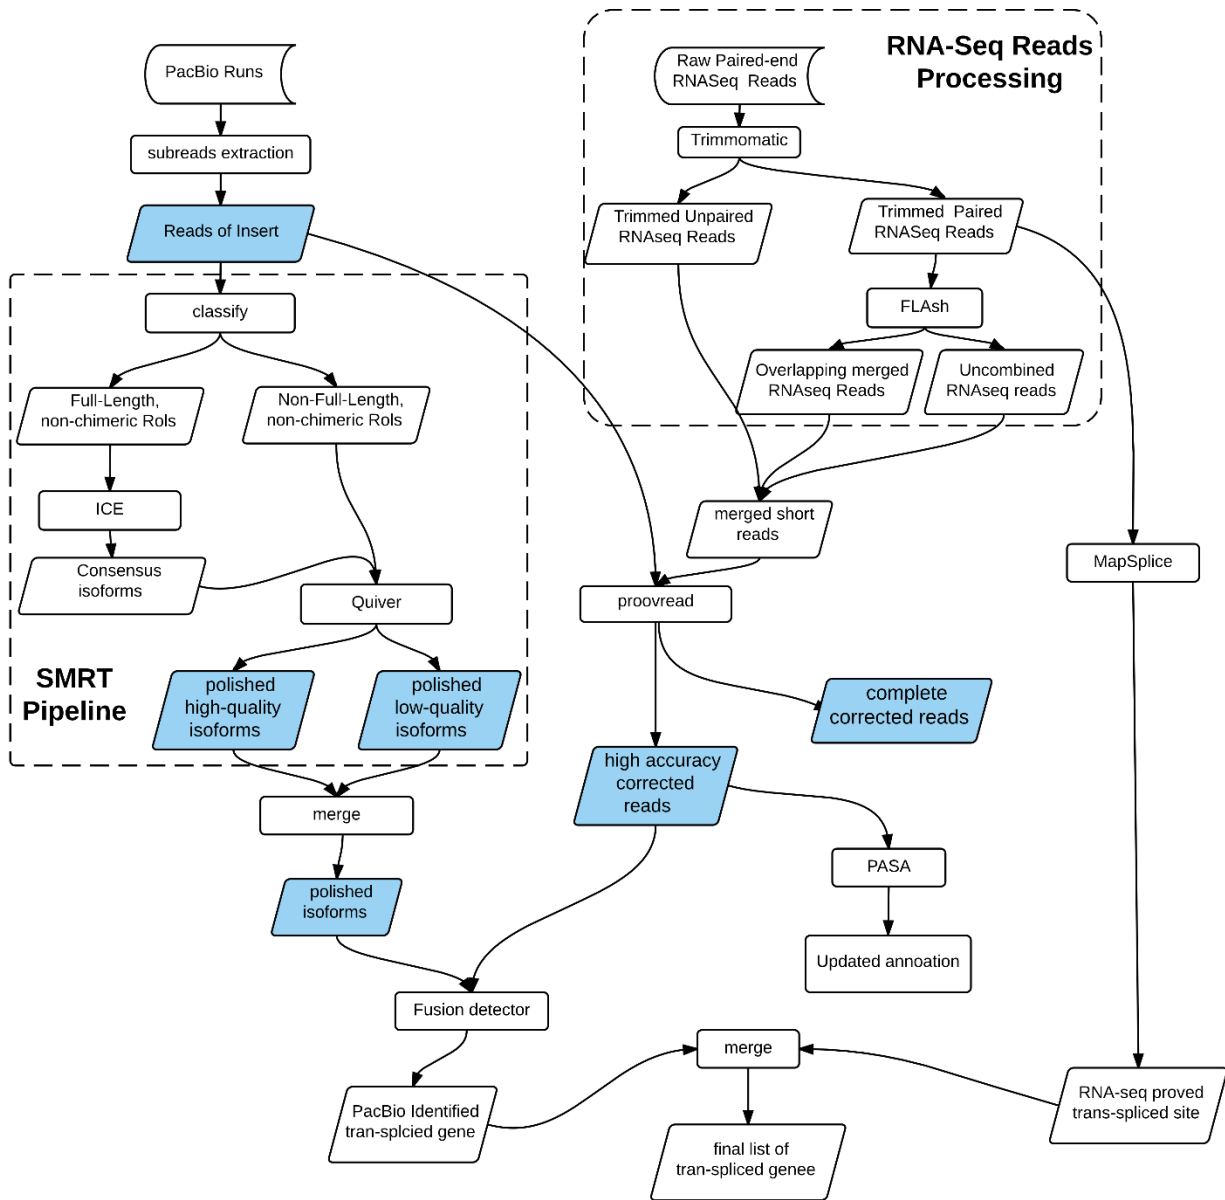 PacBio Runs
subreads extraction
Reads of Insert
classify
Full-Length,
non-chimeric RoIs
Non-Full-Length,
non-chimeric RoIs
ICE
Consensus
isoforms
Quiver
SMRT
Pipeline
polished
high-quality
isoforms
polished
low-quality
isoforms
merge
polished
isoforms
RNA-Seq Reads
Processing
Raw Paired-end
RNASeq Reads
Trimmomatic
Trimmed Unpaired
RNAseq Reads
Trimmed Paired
RNASeq Reads
FLAsh
Overlapping merged
RNAseq Reads
Uncombined
RNAseq reads
merged short
reads
MapSplice
proovread
complete
corrected reads
high accuracy
corrected
reads
PASA
Updated annoation
Fusion detector
merge
PacBio Identified
tran-splcied gene
RNA-seq proved
trans-spliced site
final list of
tran-spliced genee